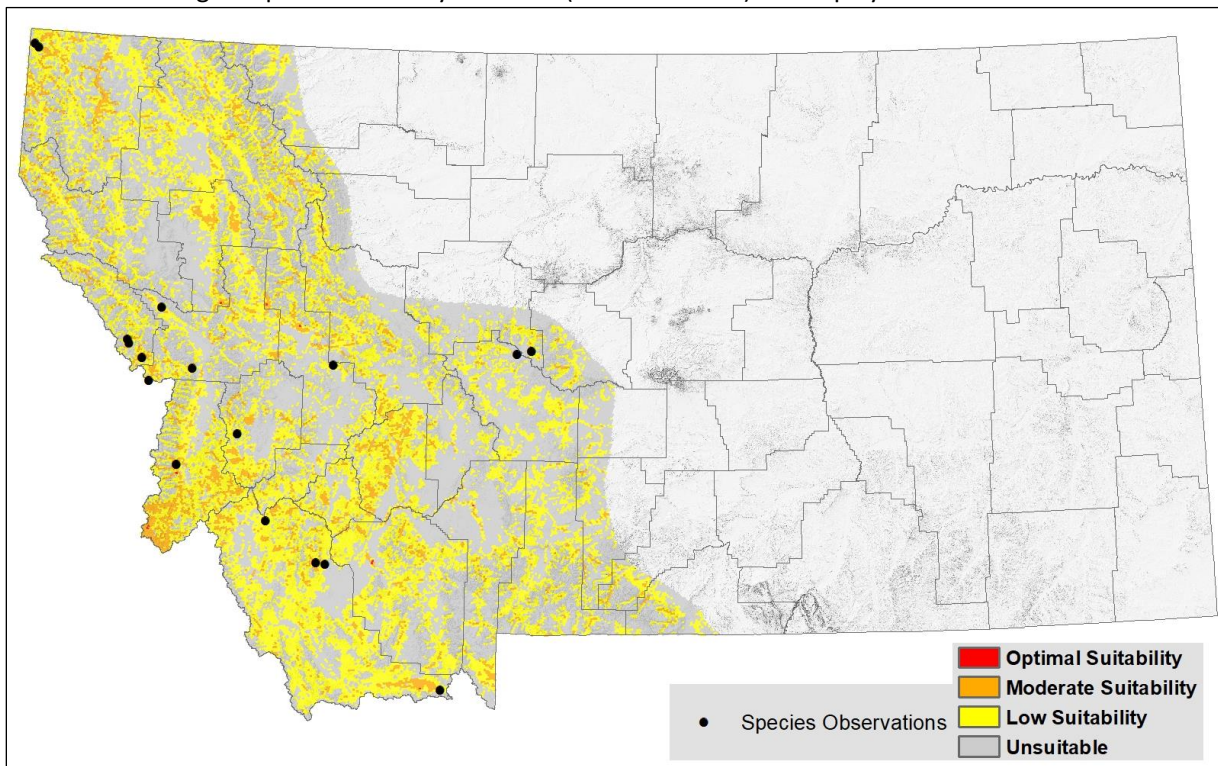 Optimal Suitability
Moderate Suitability
Species Observations
Low Suitability
Unsuitable